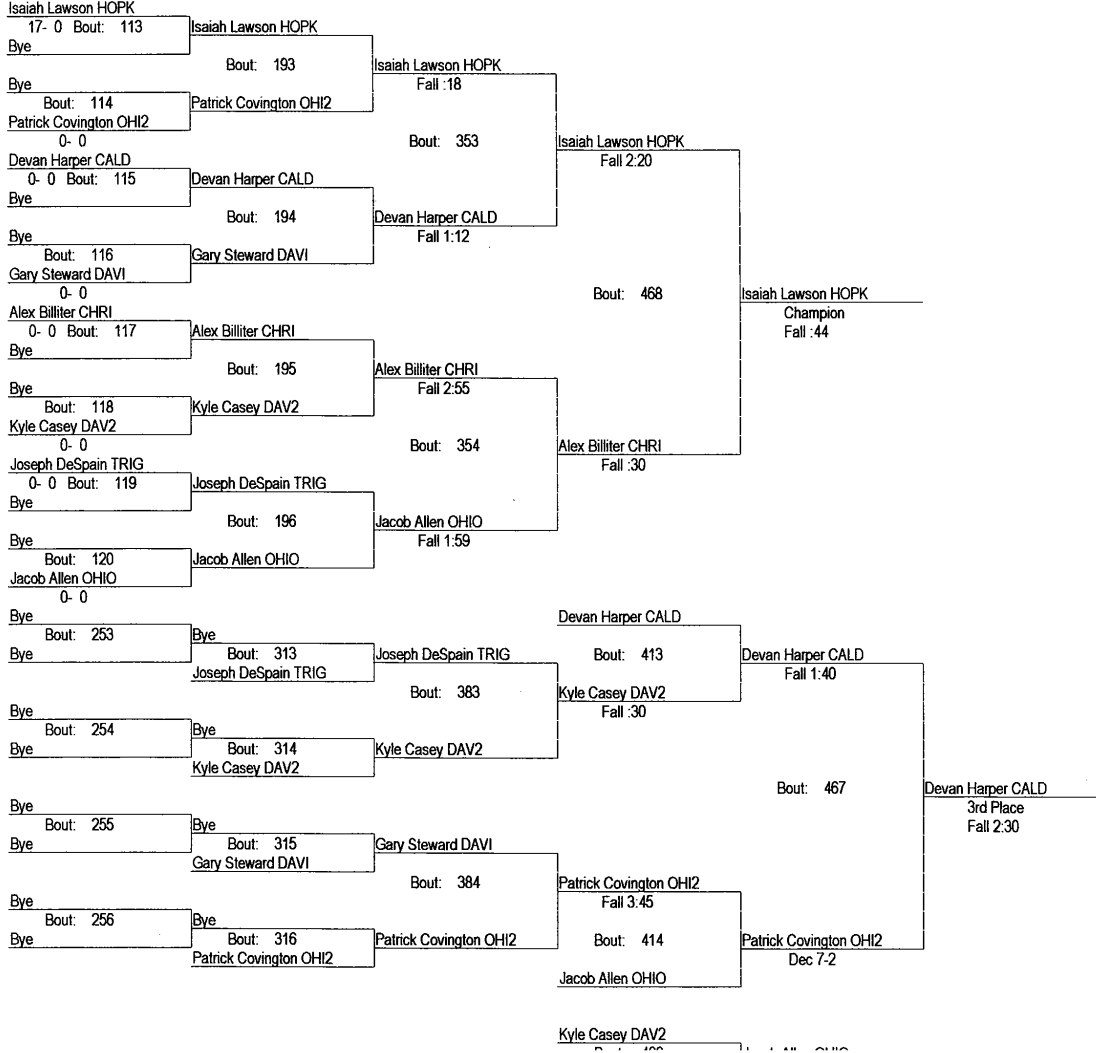 Isaiah Lawson HOPK
17- 0 Bout: 113
Bye
Isaiah Lawson HOPK
Bout: 193
Bye
Bout: 114
Patrick Covington OHI2
0- 0
Patrick Covington OHI2
Isaiah Lawson HOPK
Fall :18
Bout: 353
Devan Harper CALD
0- 0 Bout: 115
Bye
Devan Harper CALD
Bout: 194
Bye
Bout: 116
Gary Steward DAVI
0- 0
Gary Steward DAVI
Devan Harper CALD
Fall 1:12
Isaiah Lawson HOPK
Fall 2:20
Bout: 468
Alex Billiter CHRI
0- 0 Bout: 117
Bye
Alex Billiter CHRI
Bout: 195
Bye
Bout: 118
Kyle Casey DAV2
0- 0
Kyle Casey DAV2
Alex Billiter CHRI
Fall 2:55
Bout: 354
Joseph DeSpain TRIG
0- 0 Bout: 119
Bye
Joseph DeSpain TRIG
Bout: 196
Bye
Bout: 120
Jacob Allen OHIO
0- 0
Jacob Allen OHIO
Jacob Allen OHIO
Fall 1:59
Alex Billiter CHRI
Fall :30
Isaiah Lawson HOPK
Champion
Fall :44
Bye
Bout: 253
Bye
Bye
Bout: 313
Joseph DeSpain TRIG
Joseph DeSpain TRIG
Bout: 383
Bye
Bout: 254
Bye
Bye
Bout: 314
Kyle Casey DAV2
Kyle Casey DAV2
Devan Harper CALD
Bout: 413
Kyle Casey DAV2
Fall :30
Devan Harper CALD
Fall 1:40
Bout: 467
Bye
Bout: 255
Bye
Bye
Bout: 315
Gary Steward DAVI
Gary Steward DAVI
Bout: 384
Bye
Bout: 256
Bye
Bye
Bout: 316
Patrick Covington OHI2
Patrick Covington OHI2
Patrick Covington OHI2
Fall 3:45
Bout: 414
Jacob Allen OHIO
Patrick Covington OHI2
Dec 7-2
Devan Harper CALD
3rd Place
Fall 2:30
Kyle Casey DAV2